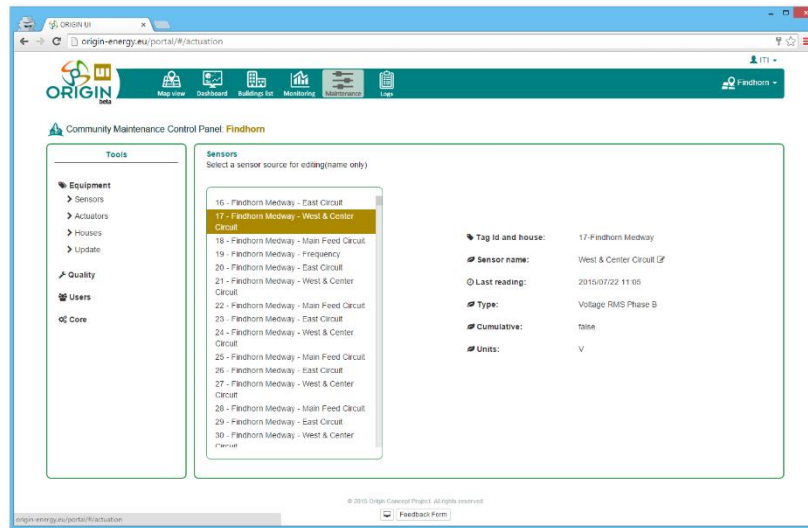 ORIGIN UI
origin-energy.eu/portal/#/actuation
ITI
ORIGIN UI
beta
Map view
Dashboard
Buildings list
Monitoring
Maintenance
Logs
Findhorn
Community Maintenance Control Panel: Findhorn
Tools
Equipment
Sensors
Actuators
Houses
Update
Quality
Users
Core
Sensors
Select a sensor source for editing(name only)
16 - Findhorn Medway - East Circuit
17 - Findhorn Medway - West & Center
Circuit
18 - Findhorn Medway - Main Feed Circuit
19 - Findhorn Medway - Frequency
20 - Findhorn Medway - East Circuit
21 - Findhorn Medway - West & Center
Circuit
22 - Findhorn Medway - Main Feed Circuit
23 - Findhorn Medway - East Circuit
24 - Findhorn Medway - West & Center
Circuit
25 - Findhorn Medway - Main Feed Circuit
26 - Findhorn Medway - East Circuit
27 - Findhorn Medway - West & Center
Circuit
28 - Findhorn Medway - Main Feed Circuit
29 - Findhorn Medway - East Circuit
30 - Findhorn Medway - West & Center
Circuit
Tag Id and house: 17-Findhorn Medway
Sensor name: West & Center Circuit
Last reading: 2015/07/22 11:05
Type: Voltage RMS Phase B
Cumulative: false
Units: V
© 2015 Origin Concept Project. All rights reserved
Feedback Form
origin-energy.eu/portal/#/actuation